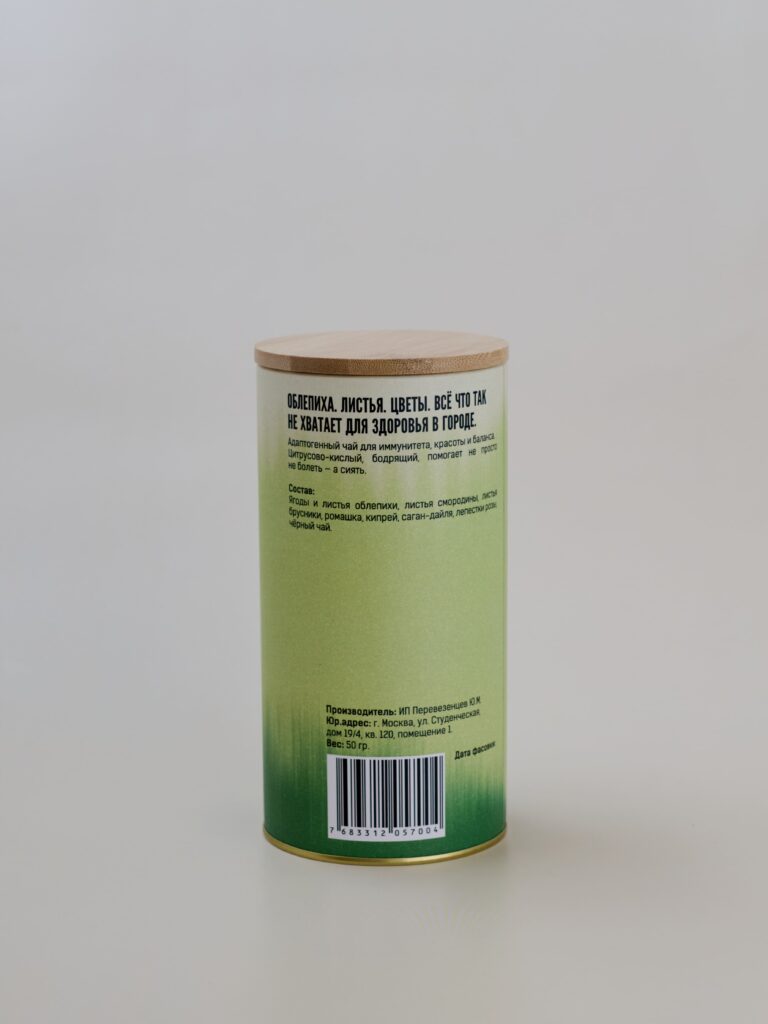 ОБЛЕПИХА. ЛИСТЬЯ. ЦВЕТЫ. ВСЁ ЧТО ТАК
НЕ ХВАТАЕТ ДЛЯ ЗДОРОВЬЯ В ГОРОДЕ.
Адаптогенный чай для иммунитета, красоты и баланса.
Цитрусово-кислый, бодрящий, помогает не просто
не болеть – а сиять.
Состав:
Ягоды и листья облепихи, листья смородины, листья
брусники, ромашка, кипрей, саган-дайля, лепестки розы,
чёрный чай.
Производитель: ИП Перевезенцев Ю.М.
Юр.адрес: г. Москва, ул. Студенческая,
дом 19/4, кв. 120, помещение 1.
Вес: 50 гр.
Дата фасовки:
7 683312 057004